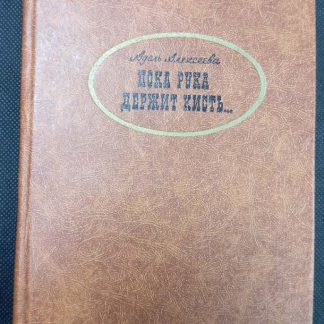 Адель Алексеева
ПОКА РУКА
ДЕРЖИТ КИСТЬ...